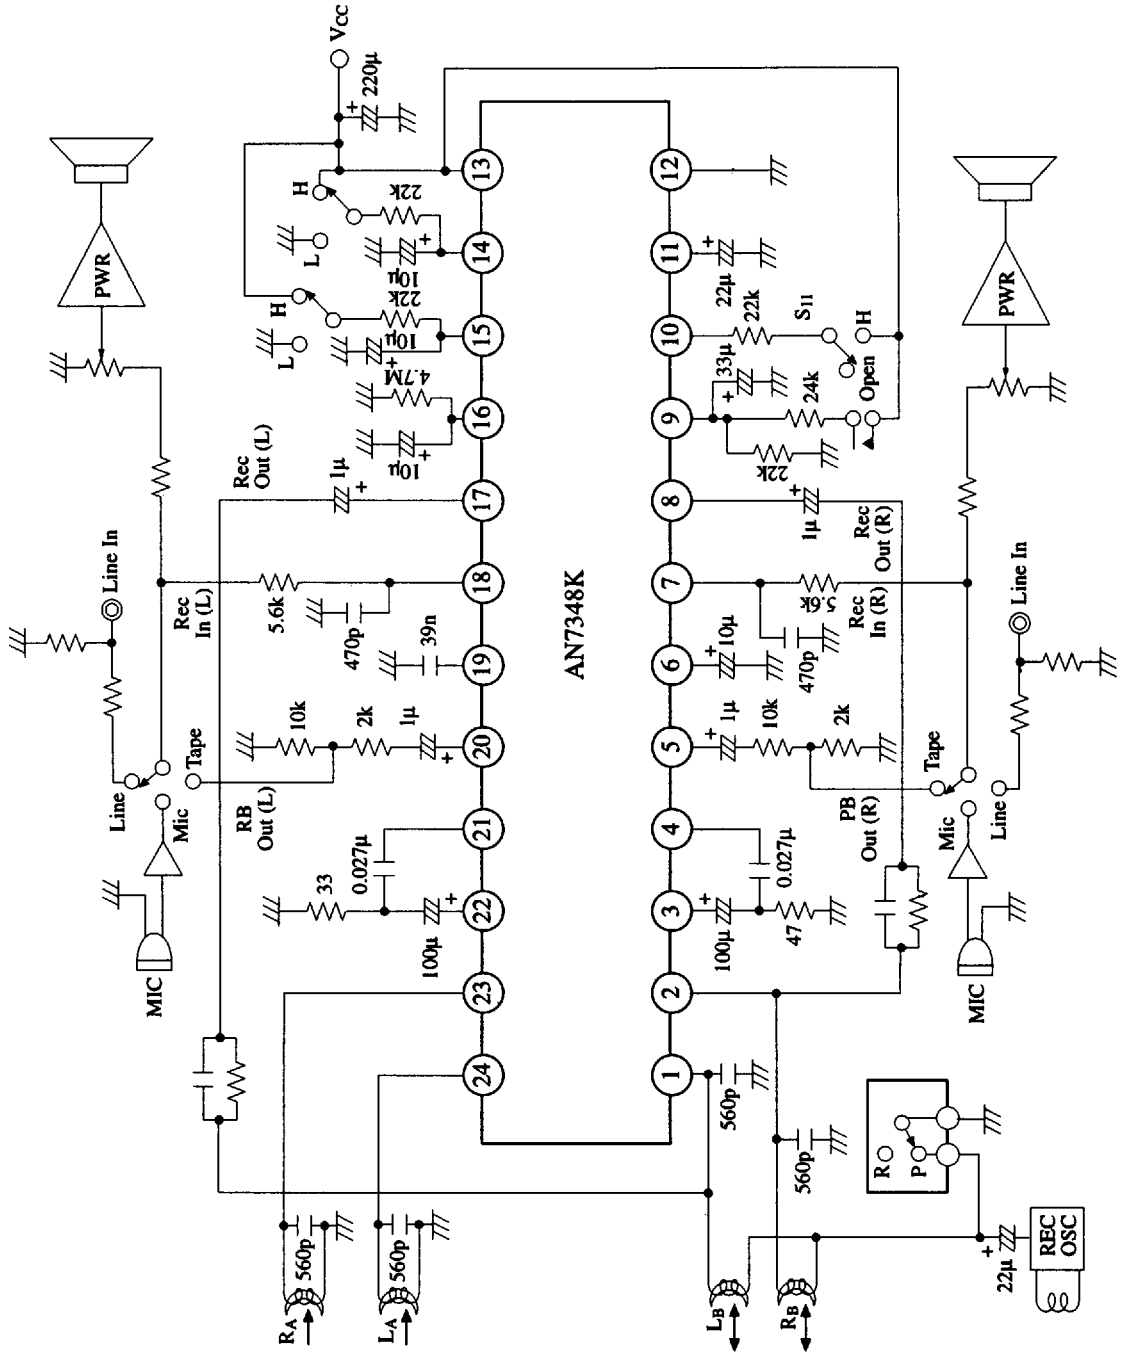 Vcc
220μ
+
PWR
H
22k
L
10μ
+
H
22k
L
10μ
+
4.7M
10μ
+
Rec
Out (L)
1μ
+
Line In
Rec
In (L)
5.6k
470p
39n
10k
2k
1μ
+
RB
Out (L)
Line
Tape
Mic
MIC
33
0.027μ
100μ
+
560p
RA
560p
LA
13
14
15
16
17
18
19
20
21
22
23
24
AN7348K
12
11
10
9
8
7
6
5
4
3
2
1
+
22μ
22k
S11
H
Open
33μ
+
24k
22k
PWR
+
1μ
Rec
Out (R)
5.6k
Rec
In (R)
470p
Line In
+
10μ
+
1μ
10k
2k
PB
Out (R)
Tape
Mic
Line
MIC
0.027μ
+
100μ
47
560p
560p
R
P
LB
RB
+
22μ
REC
OSC